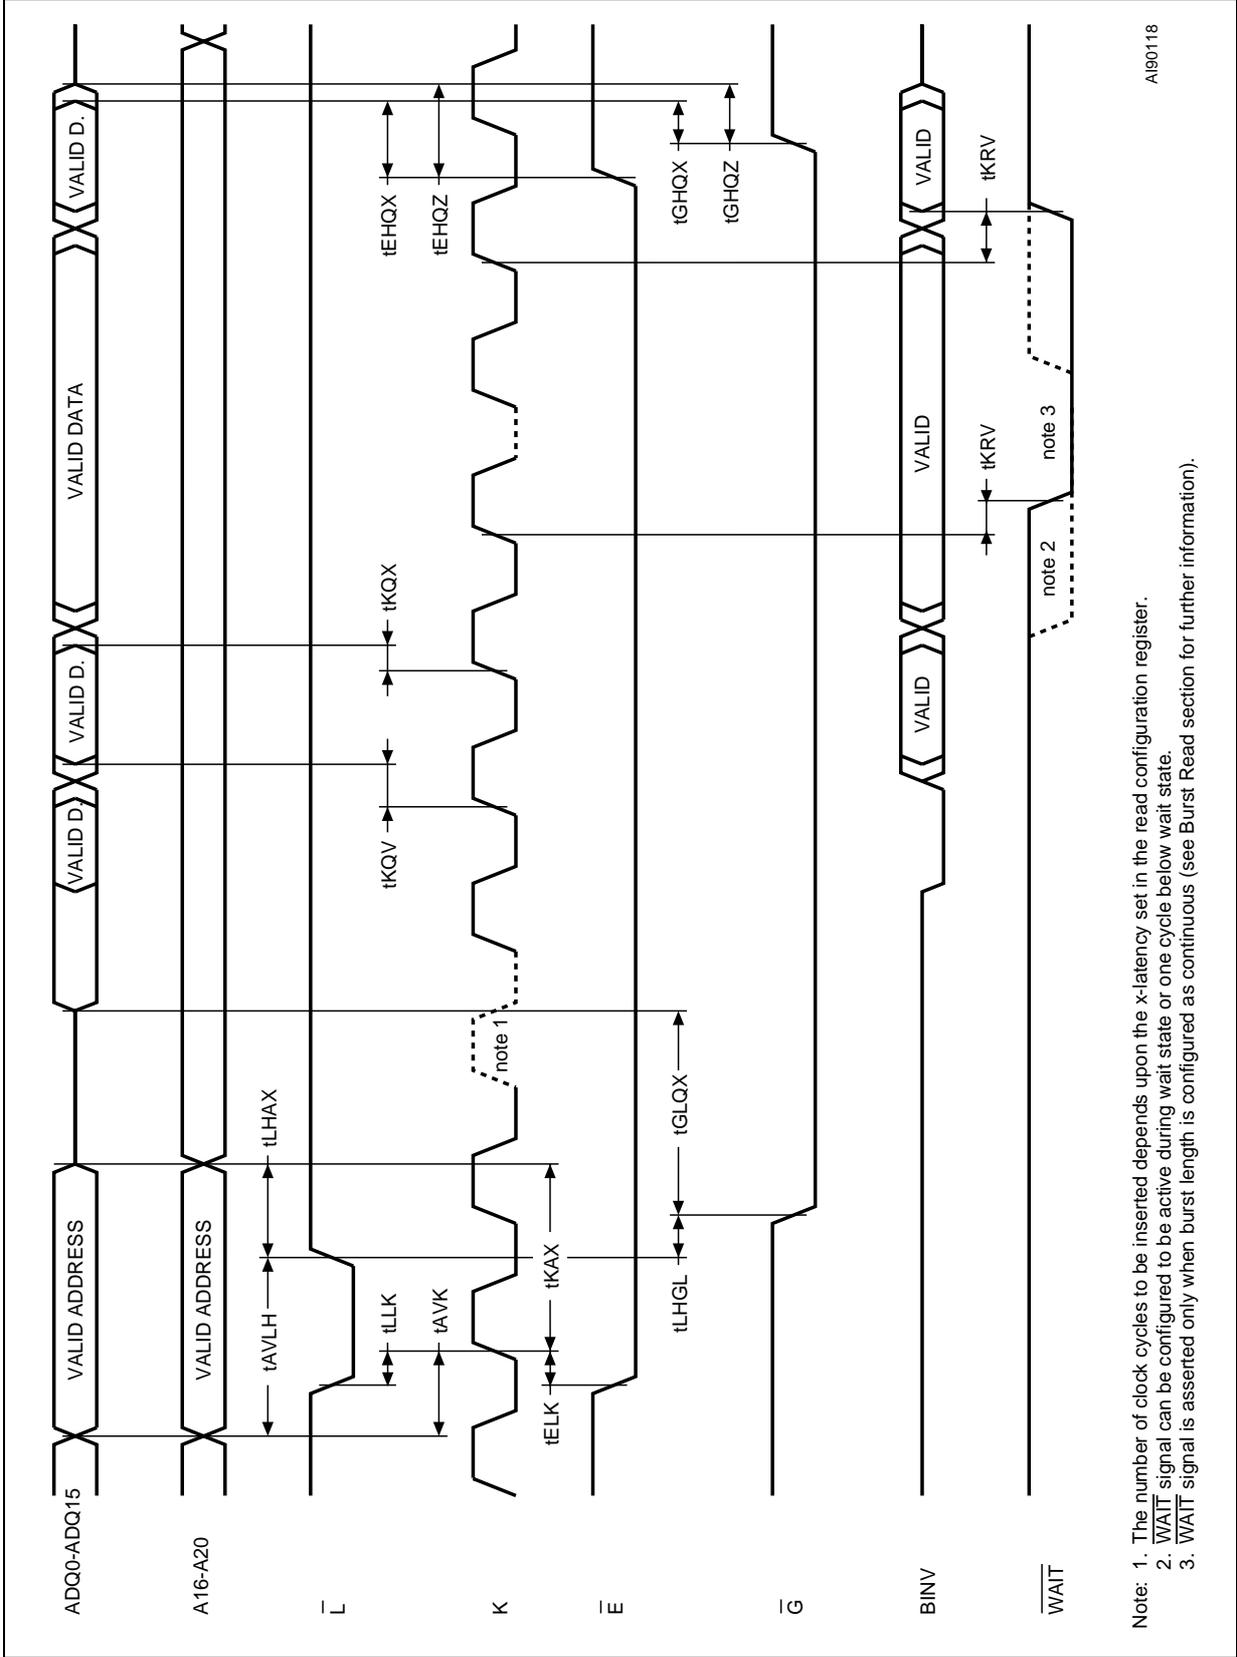 ADQ0-ADQ15
VALID ADDRESS
VALID D.
VALID D.
VALID DATA
VALID D.
A16-A20
VALID ADDRESS
tAVLH
tLHAX
L
tLLK
tKQV
tKQX
tEHQX
tAVK
tEHQZ
K
note 1
tELK
tKAX
E
tLHGL
tGLQX
tGHQX
tGHQZ
G
BINV
VALID
VALID
VALID
tKRV
tKRV
WAIT
note 2
note 3
Note: 1. The number of clock cycles to be inserted depends upon the x-latency set in the read configuration register.
2. WAIT signal can be configured to be active during wait state or one cycle below wait state.
3. WAIT signal is asserted only when burst length is configured as continuous (see Burst Read section for further information).
AI90118